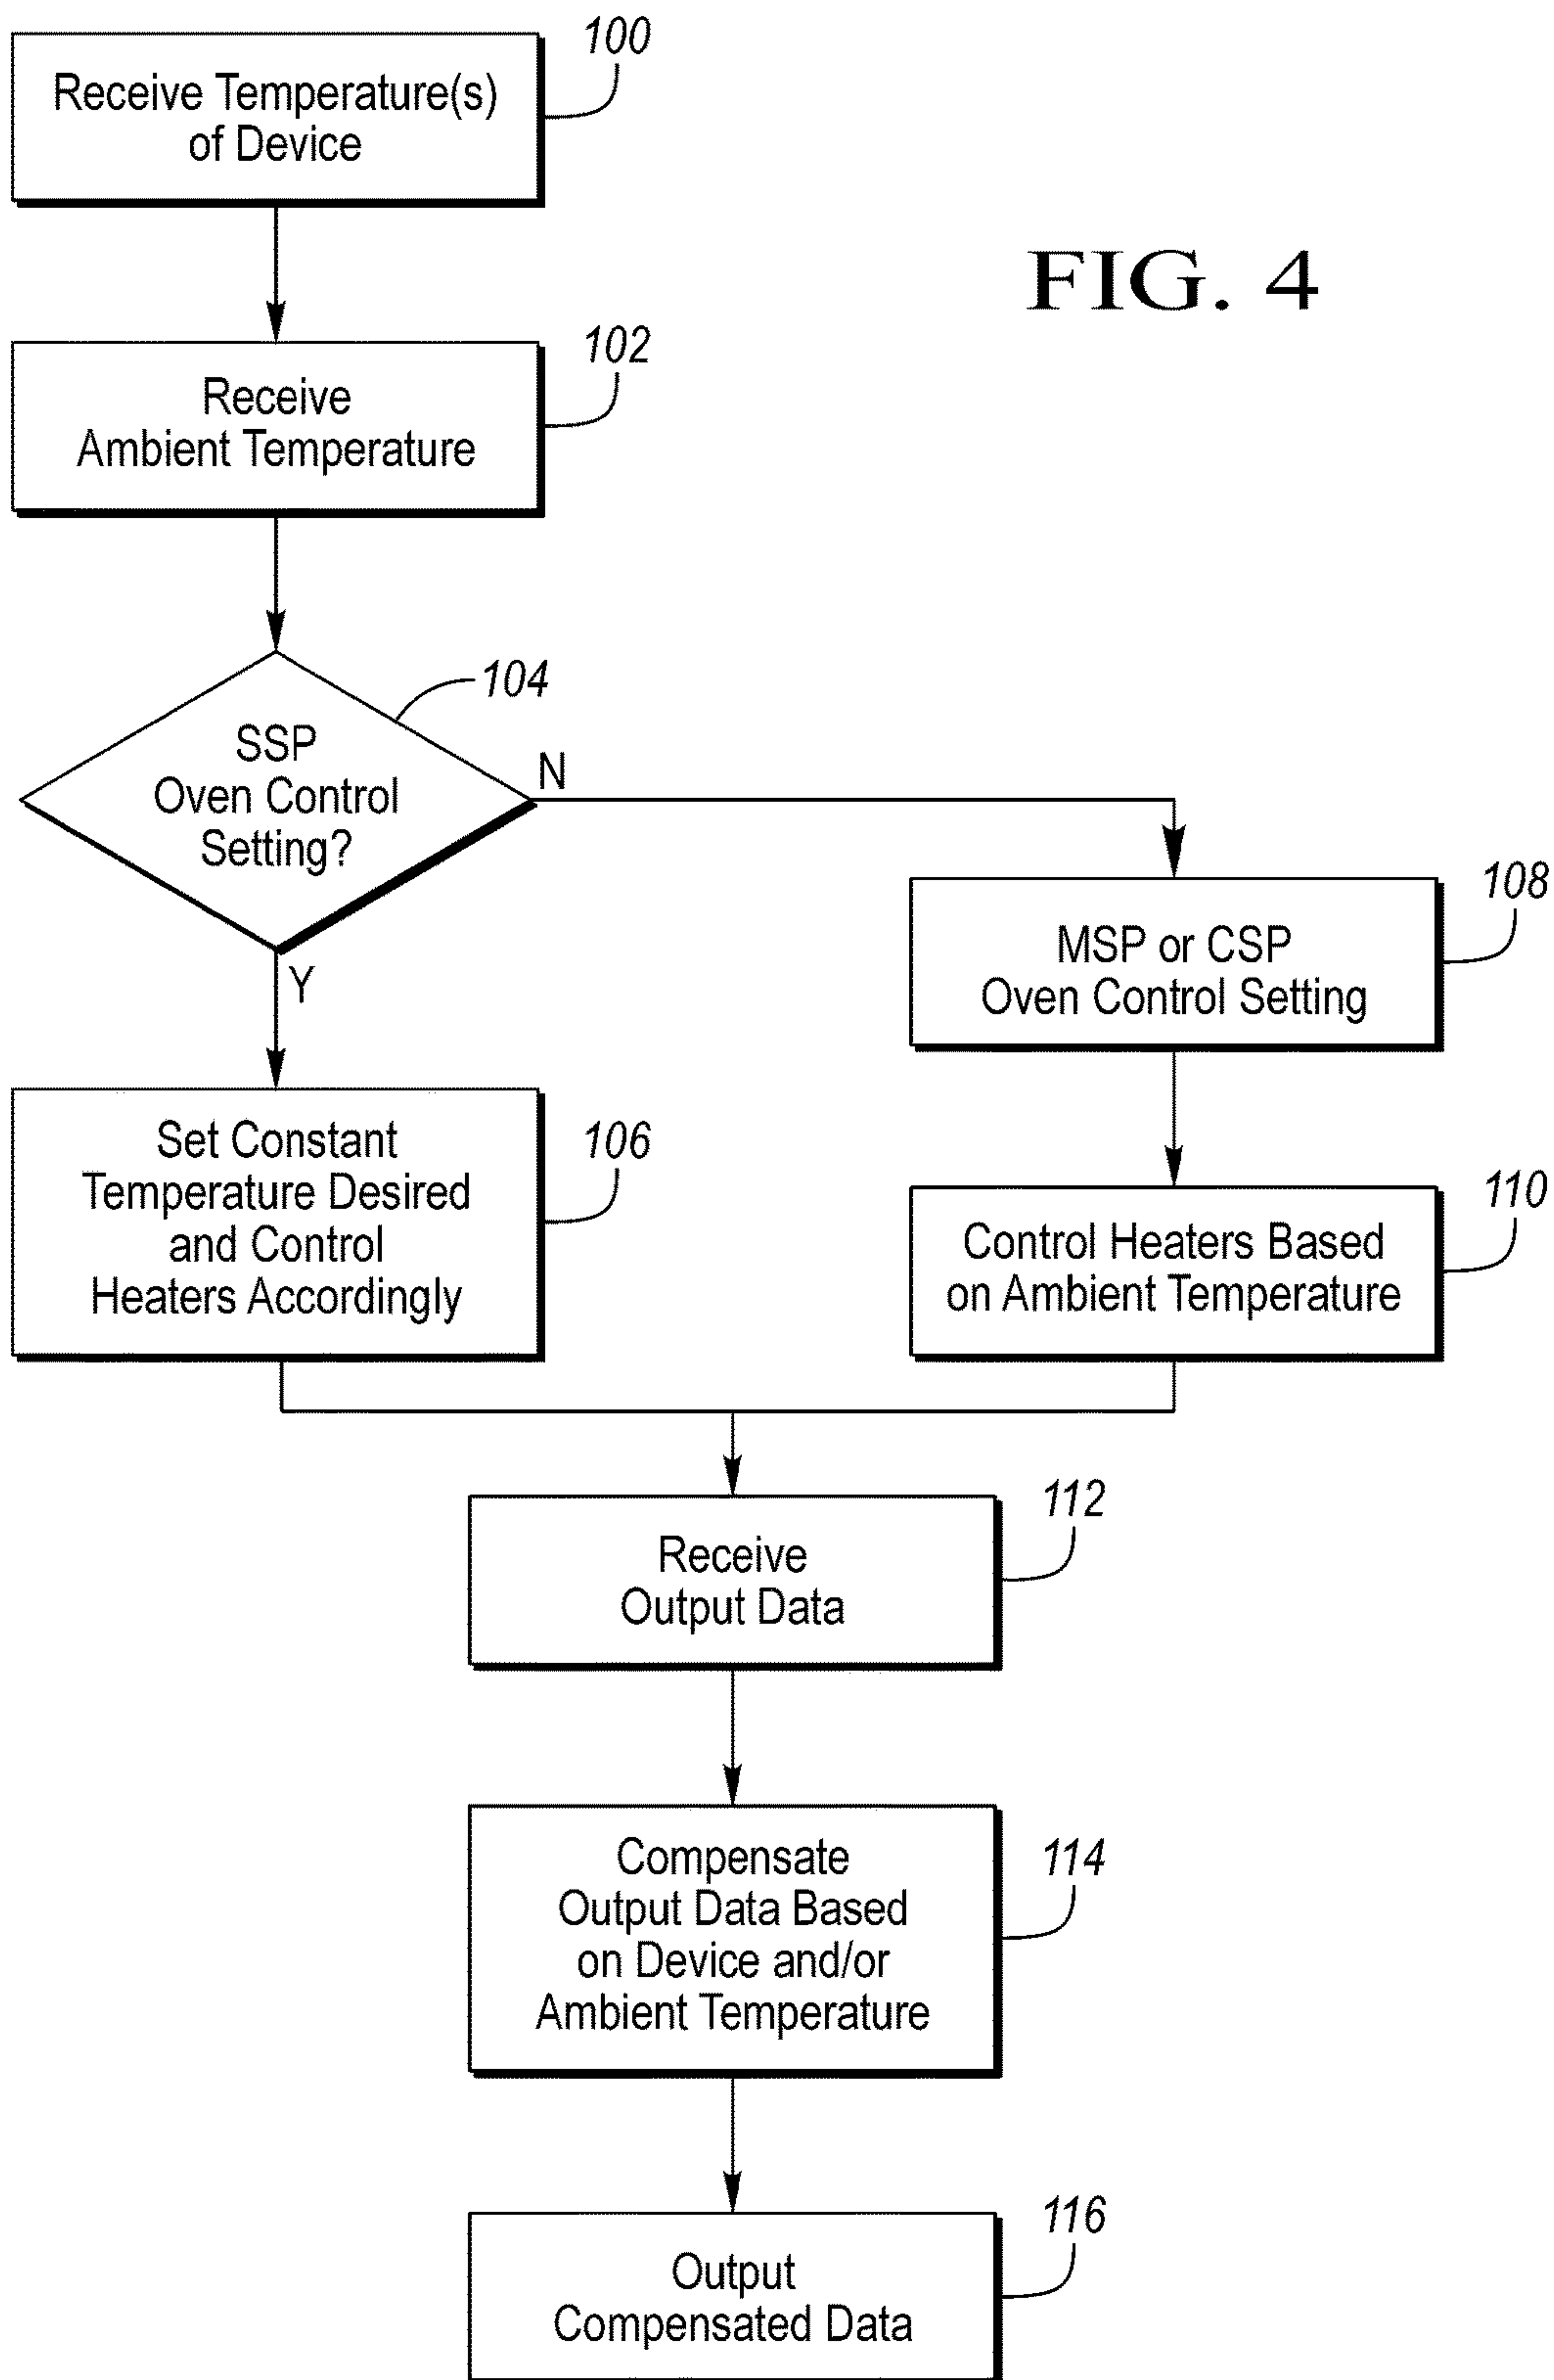 100
Receive Temperature(s)
of Device
FIG. 4
102
Receive
Ambient Temperature
104
SSP
Oven Control
Setting?
N
Y
108
MSP or CSP
Oven Control Setting
106
Set Constant
Temperature Desired
and Control
Heaters Accordingly
110
Control Heaters Based
on Ambient Temperature
112
Receive
Output Data
114
Compensate
Output Data Based
on Device and/or
Ambient Temperature
116
Output
Compensated Data